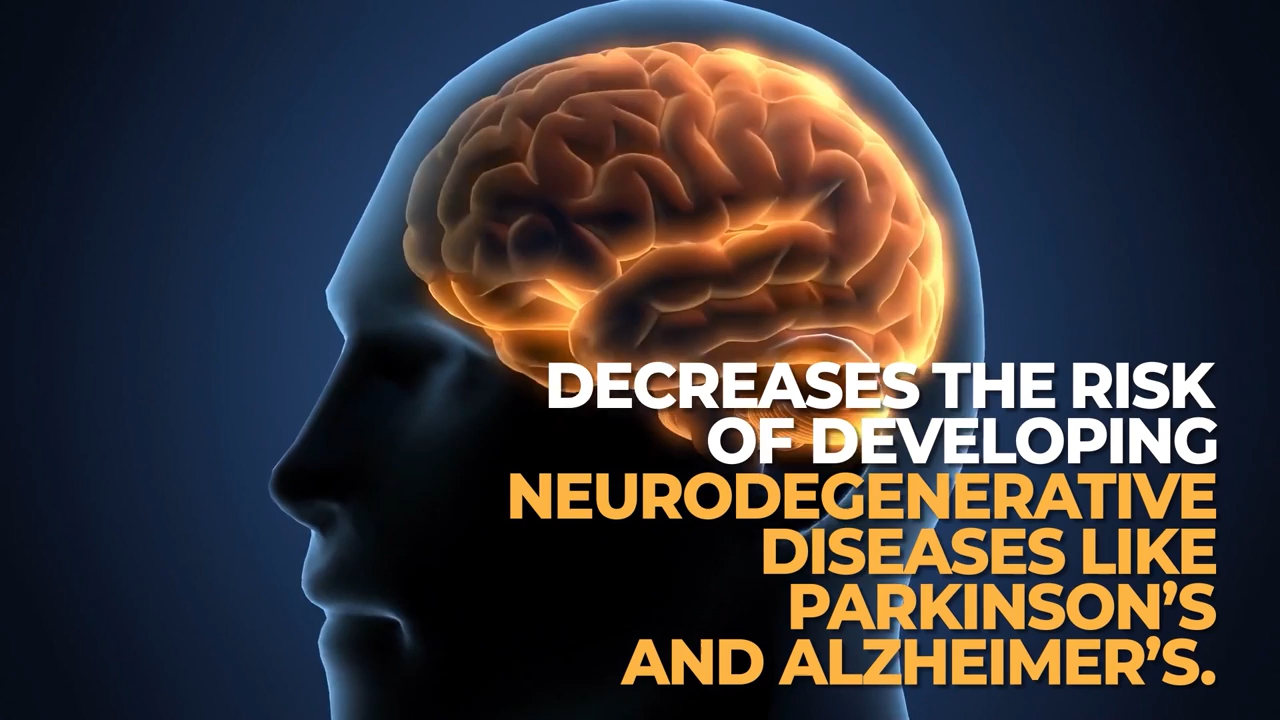 DECREASES THE RISK
OF DEVELOPING
NEURODEGENERATIVE
DISEASES LIKE
PARKINSON’S
AND ALZHEIMER’S.